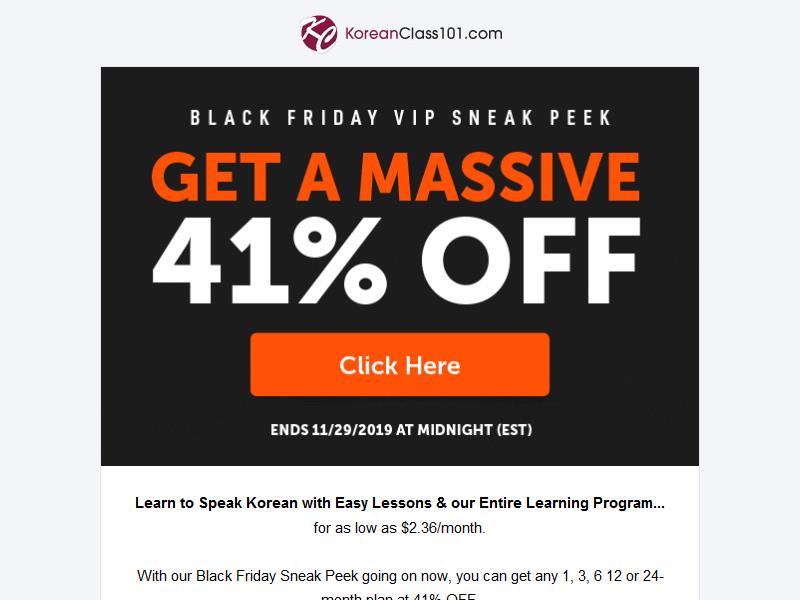 KoreanClass101.com
BLACK FRIDAY VIP SNEAK PEEK
GET A MASSIVE
41% OFF
Click Here
ENDS 11/29/2019 AT MIDNIGHT (EST)
Learn to Speak Korean with Easy Lessons & our Entire Learning Program...
for as low as $2.36/month.
With our Black Friday Sneak Peek going on now, you can get any 1, 3, 6 12 or 24-
month plan at 41% OFF